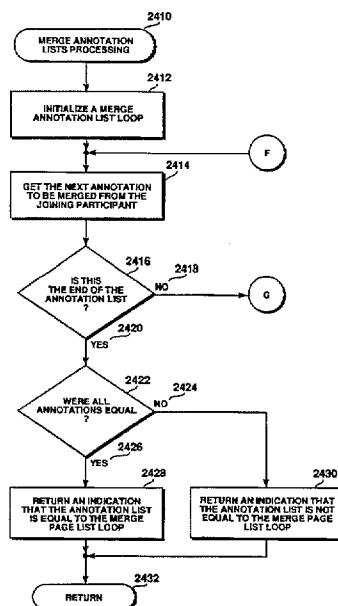 2410
MERGE ANNOTATION
LISTS PROCESSING
2412
INITIALIZE A MERGE
ANNOTATION LIST LOOP
F
2414
GET THE NEXT ANNOTATION
TO BE MERGED FROM THE
JOINING PARTICIPANT
2416
2418
IS THIS
THE END OF THE
ANNOTATION LIST
?
NO
G
2420
YES
2422
2424
WERE ALL
ANNOTATIONS EQUAL
?
NO
2426
YES
2428
RETURN AN INDICATION
THAT THE ANNOTATION LIST
IS EQUAL TO THE MERGE
PAGE LIST LOOP
2430
RETURN AN INDICATION THAT
THE ANNOTATION LIST IS NOT
EQUAL TO THE MERGE PAGE
LIST LOOP
2432
RETURN